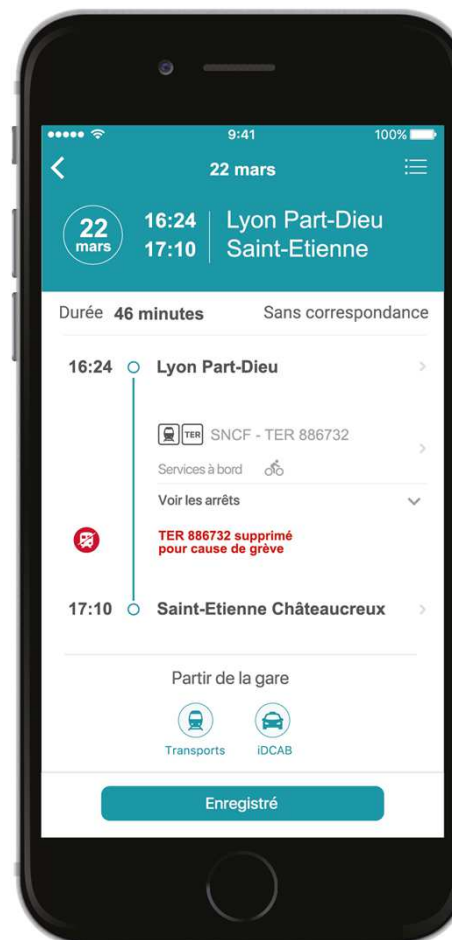 9:41
100%
22 mars
22
mars
16:24
Lyon Part-Dieu
17:10
Saint-Etienne
Durée 46 minutes
Sans correspondance
16:24
Lyon Part-Dieu
TER
SNCF - TER 886732
Services à bord
Voir les arrêts
TER 886732 supprimé
pour cause de grève
17:10
Saint-Etienne Châteaucreux
Partir de la gare
Transports
iDCAB
Enregistré